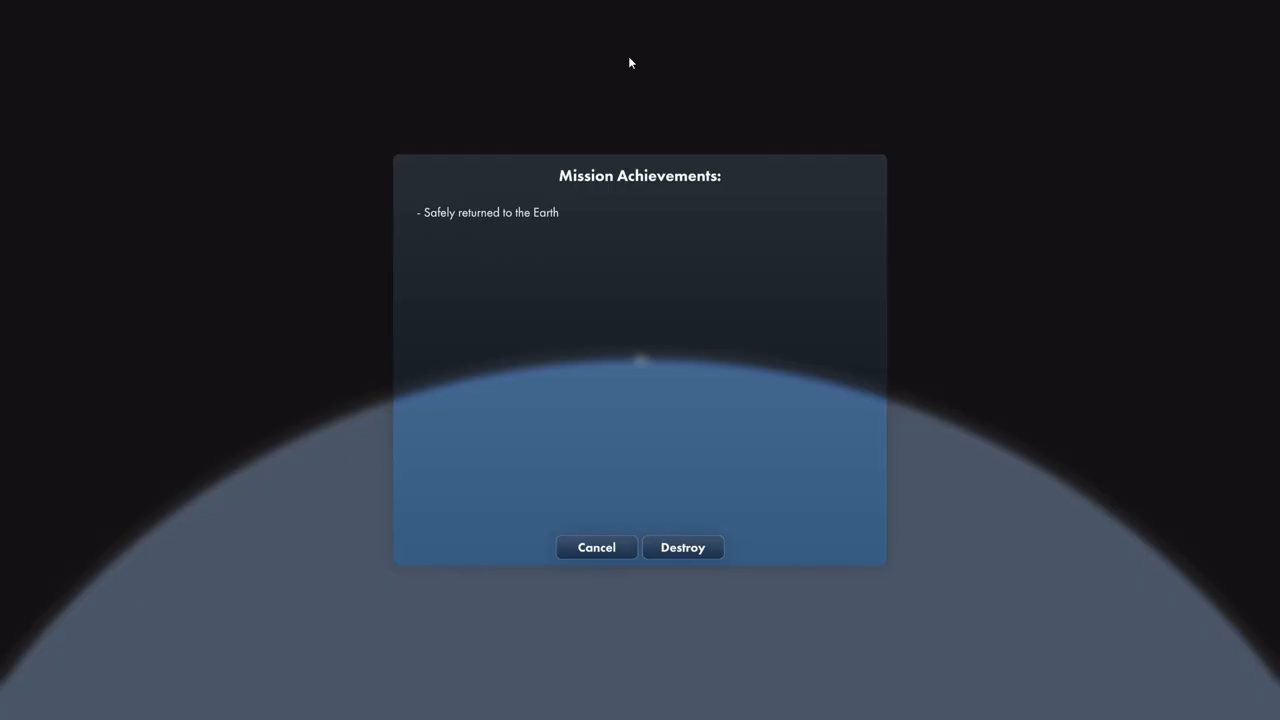 Mission Achievements:
- Safely returned to the Earth
Cancel Destroy